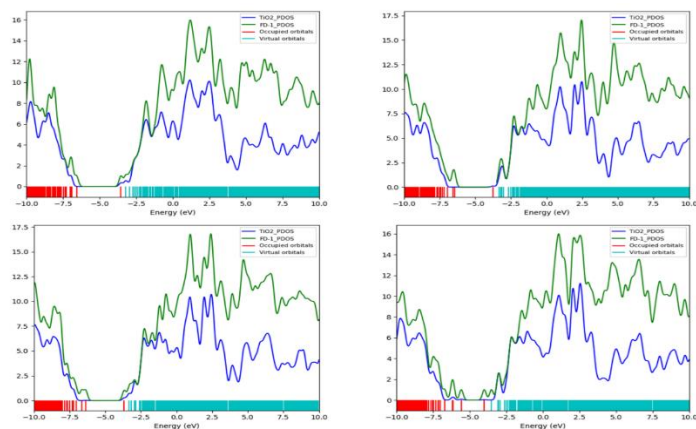 16
14
12
10
8
6
4
2
0
TiO2_PDOS
FD-1_PDOS
Occupied orbitals
Virtual orbitals
−10.0 −7.5 −5.0 −2.5 0.0 2.5 5.0 7.5 10.0
Energy (eV)
17.5
15.0
12.5
10.0
7.5
5.0
2.5
0.0
TiO2_PDOS
FD-1_PDOS
Occupied orbitals
Virtual orbitals
−10.0 −7.5 −5.0 −2.5 0.0 2.5 5.0 7.5 10.0
Energy (eV)
17.5
15.0
12.5
10.0
7.5
5.0
2.5
0.0
TiO2_PDOS
FD-1_PDOS
Occupied orbitals
Virtual orbitals
−10.0 −7.5 −5.0 −2.5 0.0 2.5 5.0 7.5 10.0
Energy (eV)
16
14
12
10
8
6
4
2
0
TiO2_PDOS
FD-1_PDOS
Occupied orbitals
Virtual orbitals
−10.0 −7.5 −5.0 −2.5 0.0 2.5 5.0 7.5 10.0
Energy (eV)